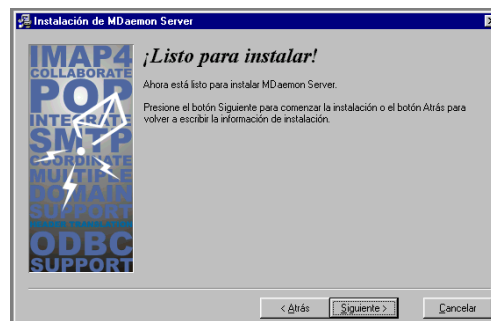 Instalación de MDaemon Server
IMAP4
COLLABORATE
POP
INTEGRATE
SMTP
COORDINATE
MULTIPLE
DOMAIN
SUPPORT
HEADER TRANSLATION
ODBC
SUPPORT
¡Listo para instalar!
Ahora está listo para instalar MDaemon Server.
Presione el botón Siguiente para comenzar la instalación o el botón Atrás para
volver a escribir la información de instalación.
< Atrás
Siguiente >
Cancelar